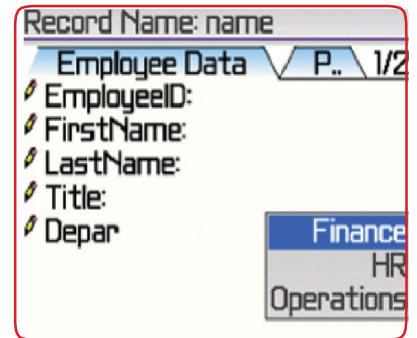 Record Name: name
Employee Data P.. 1/2
EmployeeID:
FirstName:
LastName:
Title:
Depar Finance
HR
Operations